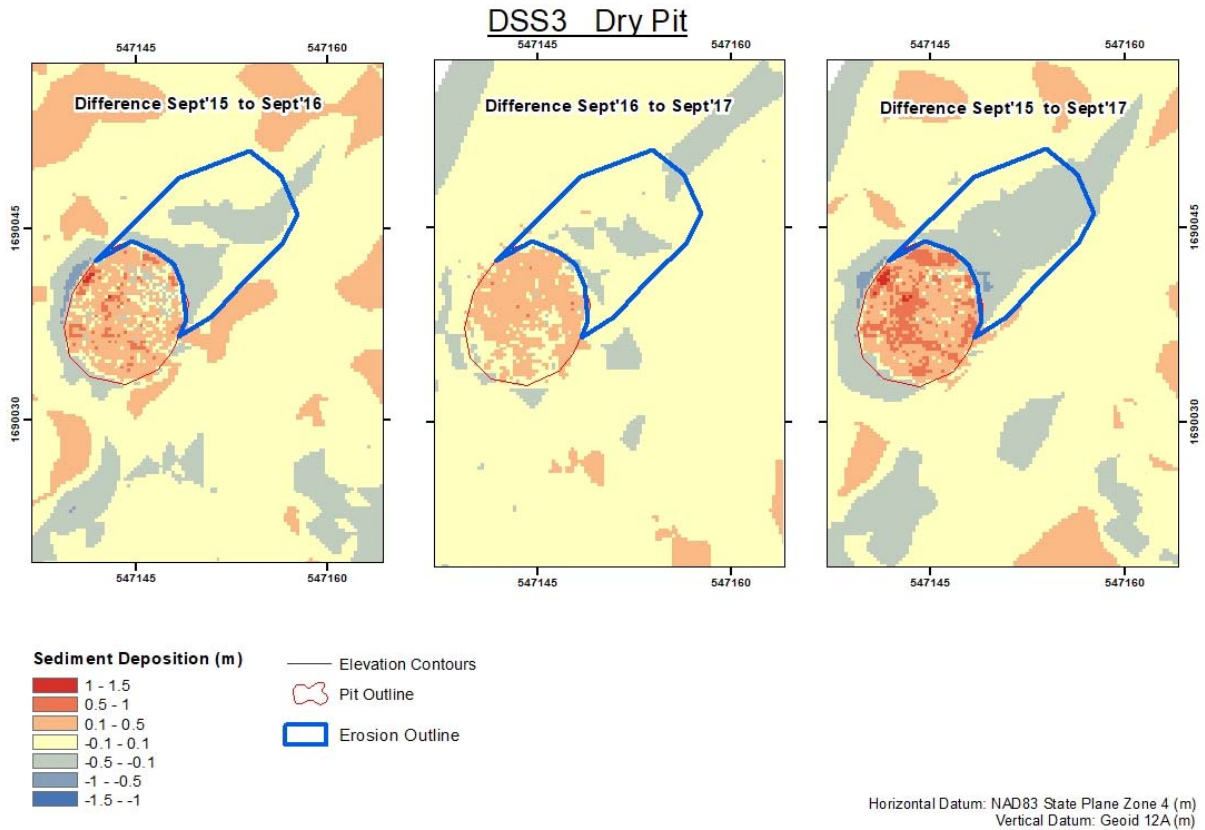 DSS3 Dry Pit
547145 547160 547145 547160 547145 547160
Difference Sept'15 to Sept'16
Difference Sept'16 to Sept'17
Difference Sept'15 to Sept'17
1690045
1690045
1690030
1690030
547145 547160 547145 547160 547145 547160
Sediment Deposition (m)
1 - 1.5
0.5 - 1
0.1 - 0.5
-0.1 - 0.1
-0.5 - -0.1
-1 - -0.5
-1.5 - -1
Elevation Contours
Pit Outline
Erosion Outline
Horizontal Datum: NAD83 State Plane Zone 4 (m)
Vertical Datum: Geoid 12A (m)